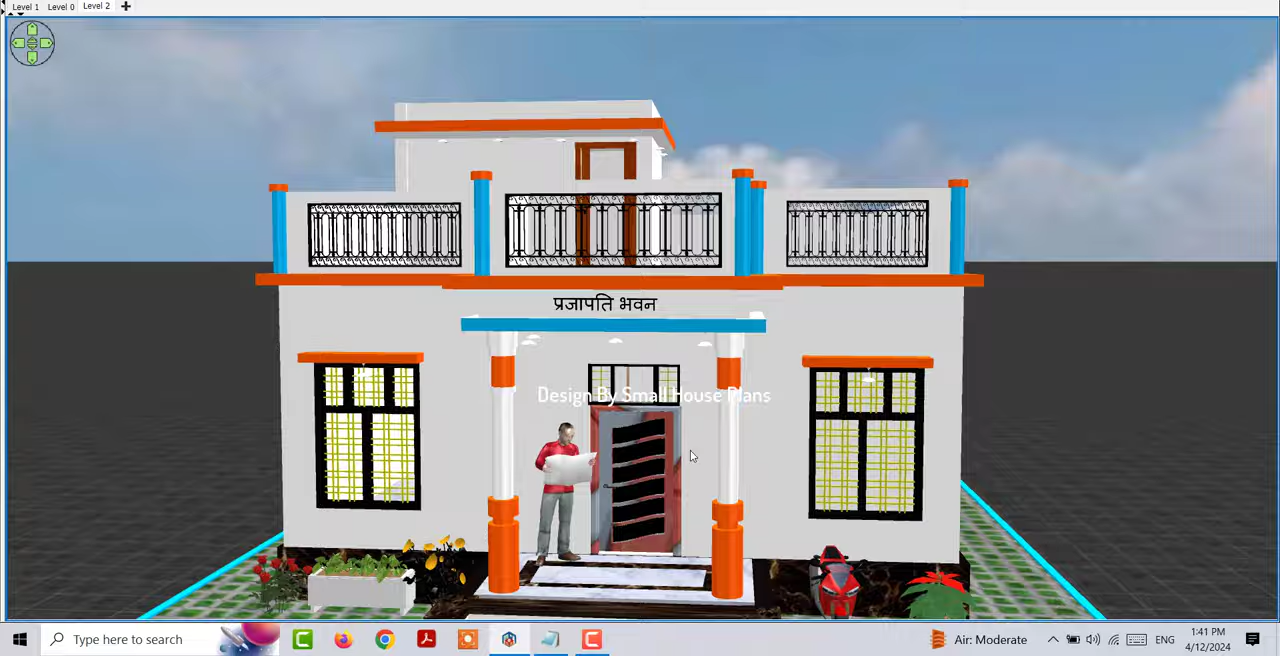 Level 1 Level 0 Level 2
प्रजापति भवन
Design By Small House Plans
Type here to search
Air: Moderate
ENG
1:41 PM
4/12/2024